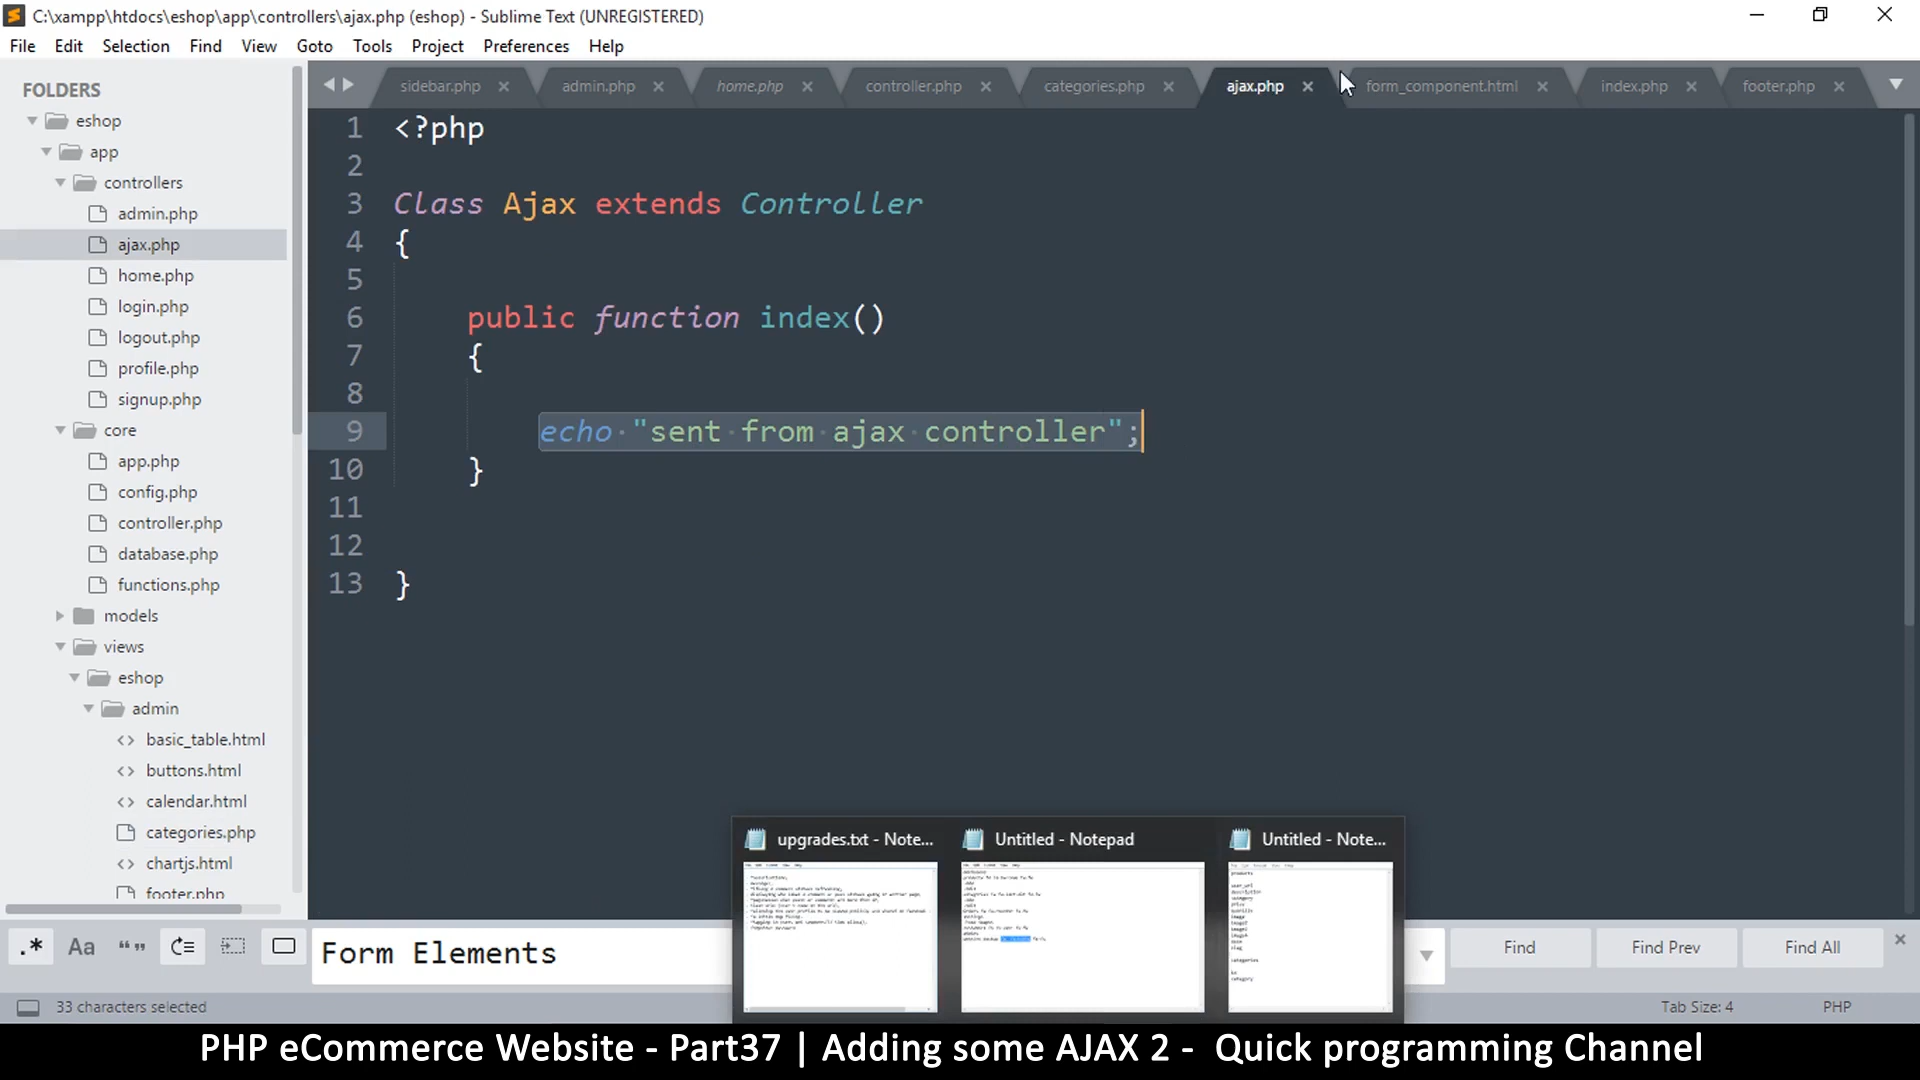 C:\xampp\htdocs\eshop\app\controllers\ajax.php (eshop) - Sublime Text (UNREGISTERED)
File Edit Selection Find View Goto Tools Project Preferences Help
FOLDERS
eshop
app
controllers
admin.php
ajax.php
home.php
login.php
logout.php
profile.php
signup.php
core
app.php
config.php
controller.php
database.php
functions.php
models
views
eshop
admin
basic_table.html
buttons.html
calendar.html
categories.php
chartjs.html
footer.php
sidebar.php admin.php home.php controller.php categories.php ajax.php form_component.html index.php footer.php
1 <?php
2
3 Class Ajax extends Controller
4 {
5
6 public function index()
7 {
8
9 echo "sent from ajax controller";
10 }
11
12
13 }
upgrades.txt - Note... Untitled - Notepad Untitled - Note...
.* Aa “” Form Elements Find Find Prev Find All
33 characters selected Tab Size: 4 PHP
PHP eCommerce Website - Part37 | Adding some AJAX 2 - Quick programming Channel